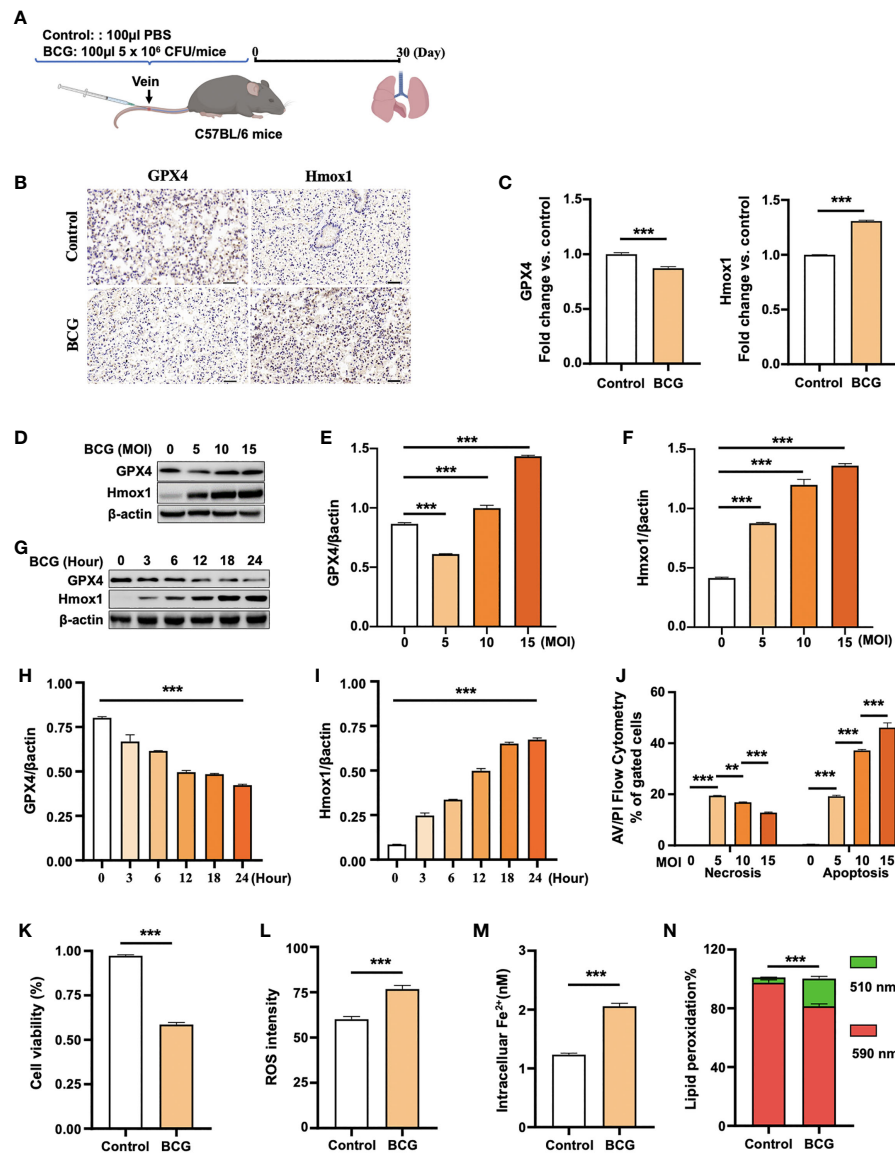 A
Control: : 100μl PBS
BCG: 100μl 5 x 10⁶ CFU/mice
0
30 (Day)
Vein
C57BL/6 mice
B
GPX4
Hmox1
Control
BCG
C
GPX4
Fold change vs. control
1.5
1.0
0.5
0.0
***
Control BCG
Hmox1
Fold change vs. control
1.5
1.0
0.5
0.0
***
Control BCG
D
BCG (MOI) 0 5 10 15
GPX4
Hmox1
β-actin
E
GPX4/βactin
1.5
1.0
0.5
0.0
***
***
***
0 5 10 15 (MOI)
F
Hmxo1/βactin
1.5
1.0
0.5
0.0
***
***
***
0 5 10 15 (MOI)
G
BCG (Hour) 0 3 6 12 18 24
GPX4
Hmox1
β-actin
H
GPX4/βactin
1.00
0.75
0.50
0.25
0.00
***
0 3 6 12 18 24 (Hour)
I
Hmox1/βactin
1.00
0.75
0.50
0.25
0.00
***
0 3 6 12 18 24 (Hour)
J
AV/PI Flow Cytometry
% of gated cells
60
40
20
0
*** ** ***
*** *** ***
MOI 0 5 10 15 0 5 10 15
Necrosis Apoptosis
K
Cell viability (%)
1.00
0.75
0.50
0.25
0.00
***
Control BCG
L
ROS intensity
100
75
50
25
0
***
Control BCG
M
Intracelluar Fe²⁺(nM)
3
2
1
0
***
Control BCG
N
Lipid peroxidation%
120
80
40
0
***
Control BCG
510 nm
590 nm